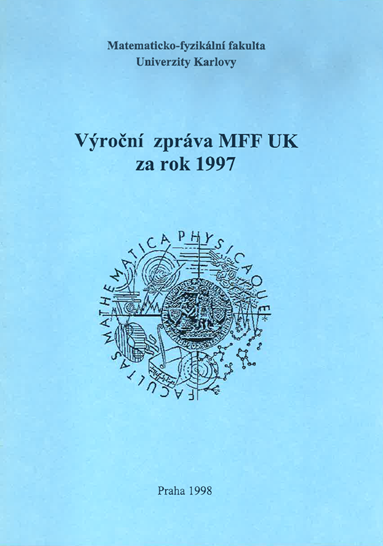 Matematicko-fyzikální fakulta
Univerzity Karlovy
Výroční zpráva MFF UK
za rok 1997
FACULTAS MATHEMATICA PHYSICAQUE
Praha 1998